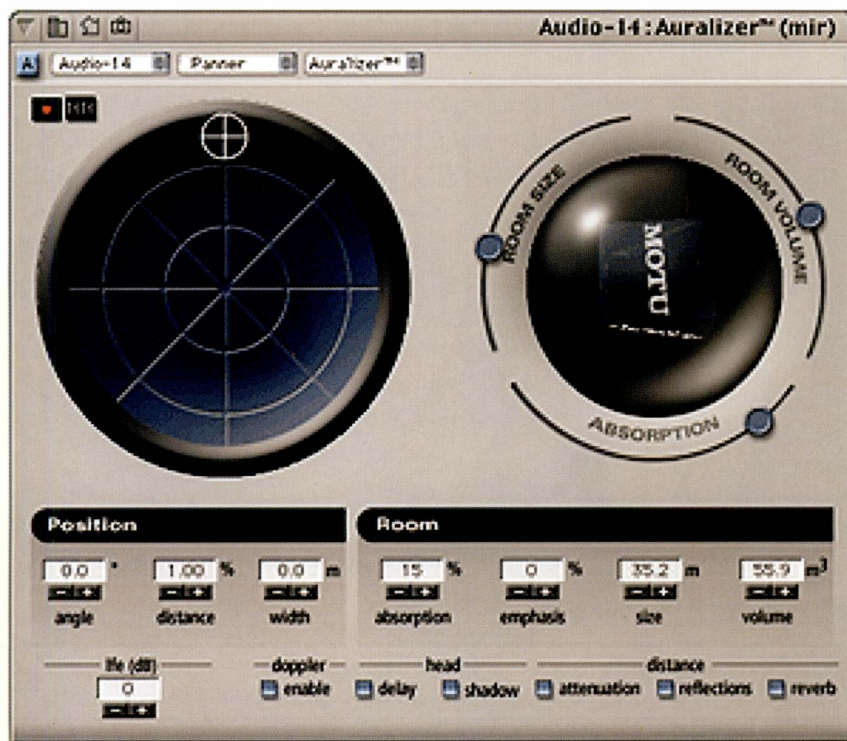 Audio-14:Auralizer™ (mir)
A Audio-14 Panner Auralizer™
ROOM SIZE
ROOM VOLUME
MOTU
ABSORPTION
Position
Room
0.0 ° 1.00 % 0.0 m 15 % 0 % 35.2 m 55.9 m³
angle distance width absorption emphasis size volume
lfe (dB) doppler head distance
0 enable delay shadow attenuation reflections reverb